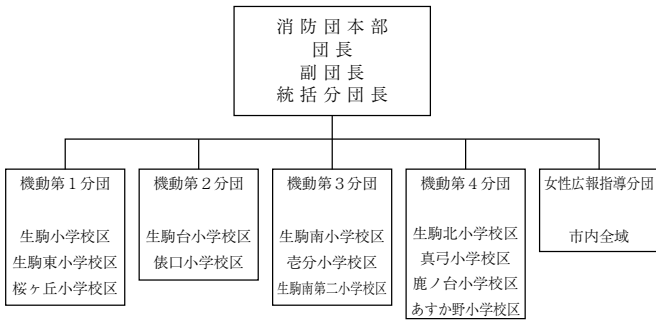 消防団本部
団長
副団長
統括分団長
機動第１分団
生駒小学校区
生駒東小学校区
桜ヶ丘小学校区
機動第２分団
生駒台小学校区
俵口小学校区
機動第３分団
生駒南小学校区
壱分小学校区
生駒南第二小学校区
機動第４分団
生駒北小学校区
真弓小学校区
鹿ノ台小学校区
あすか野小学校区
女性広報指導分団
市内全域